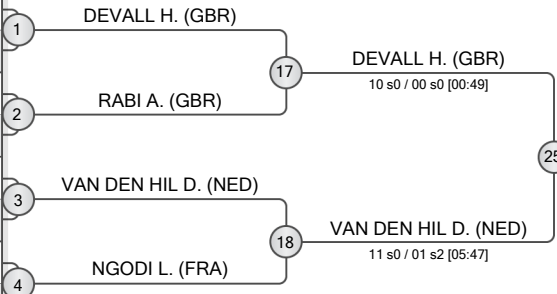 DEVALL H. (GBR)
1
17
DEVALL H. (GBR)
10 s0 / 00 s0 [00:49]
RABI A. (GBR)
2
25
VAN DEN HIL D. (NED)
3
18
VAN DEN HIL D. (NED)
11 s0 / 01 s2 [05:47]
NGODI L. (FRA)
4